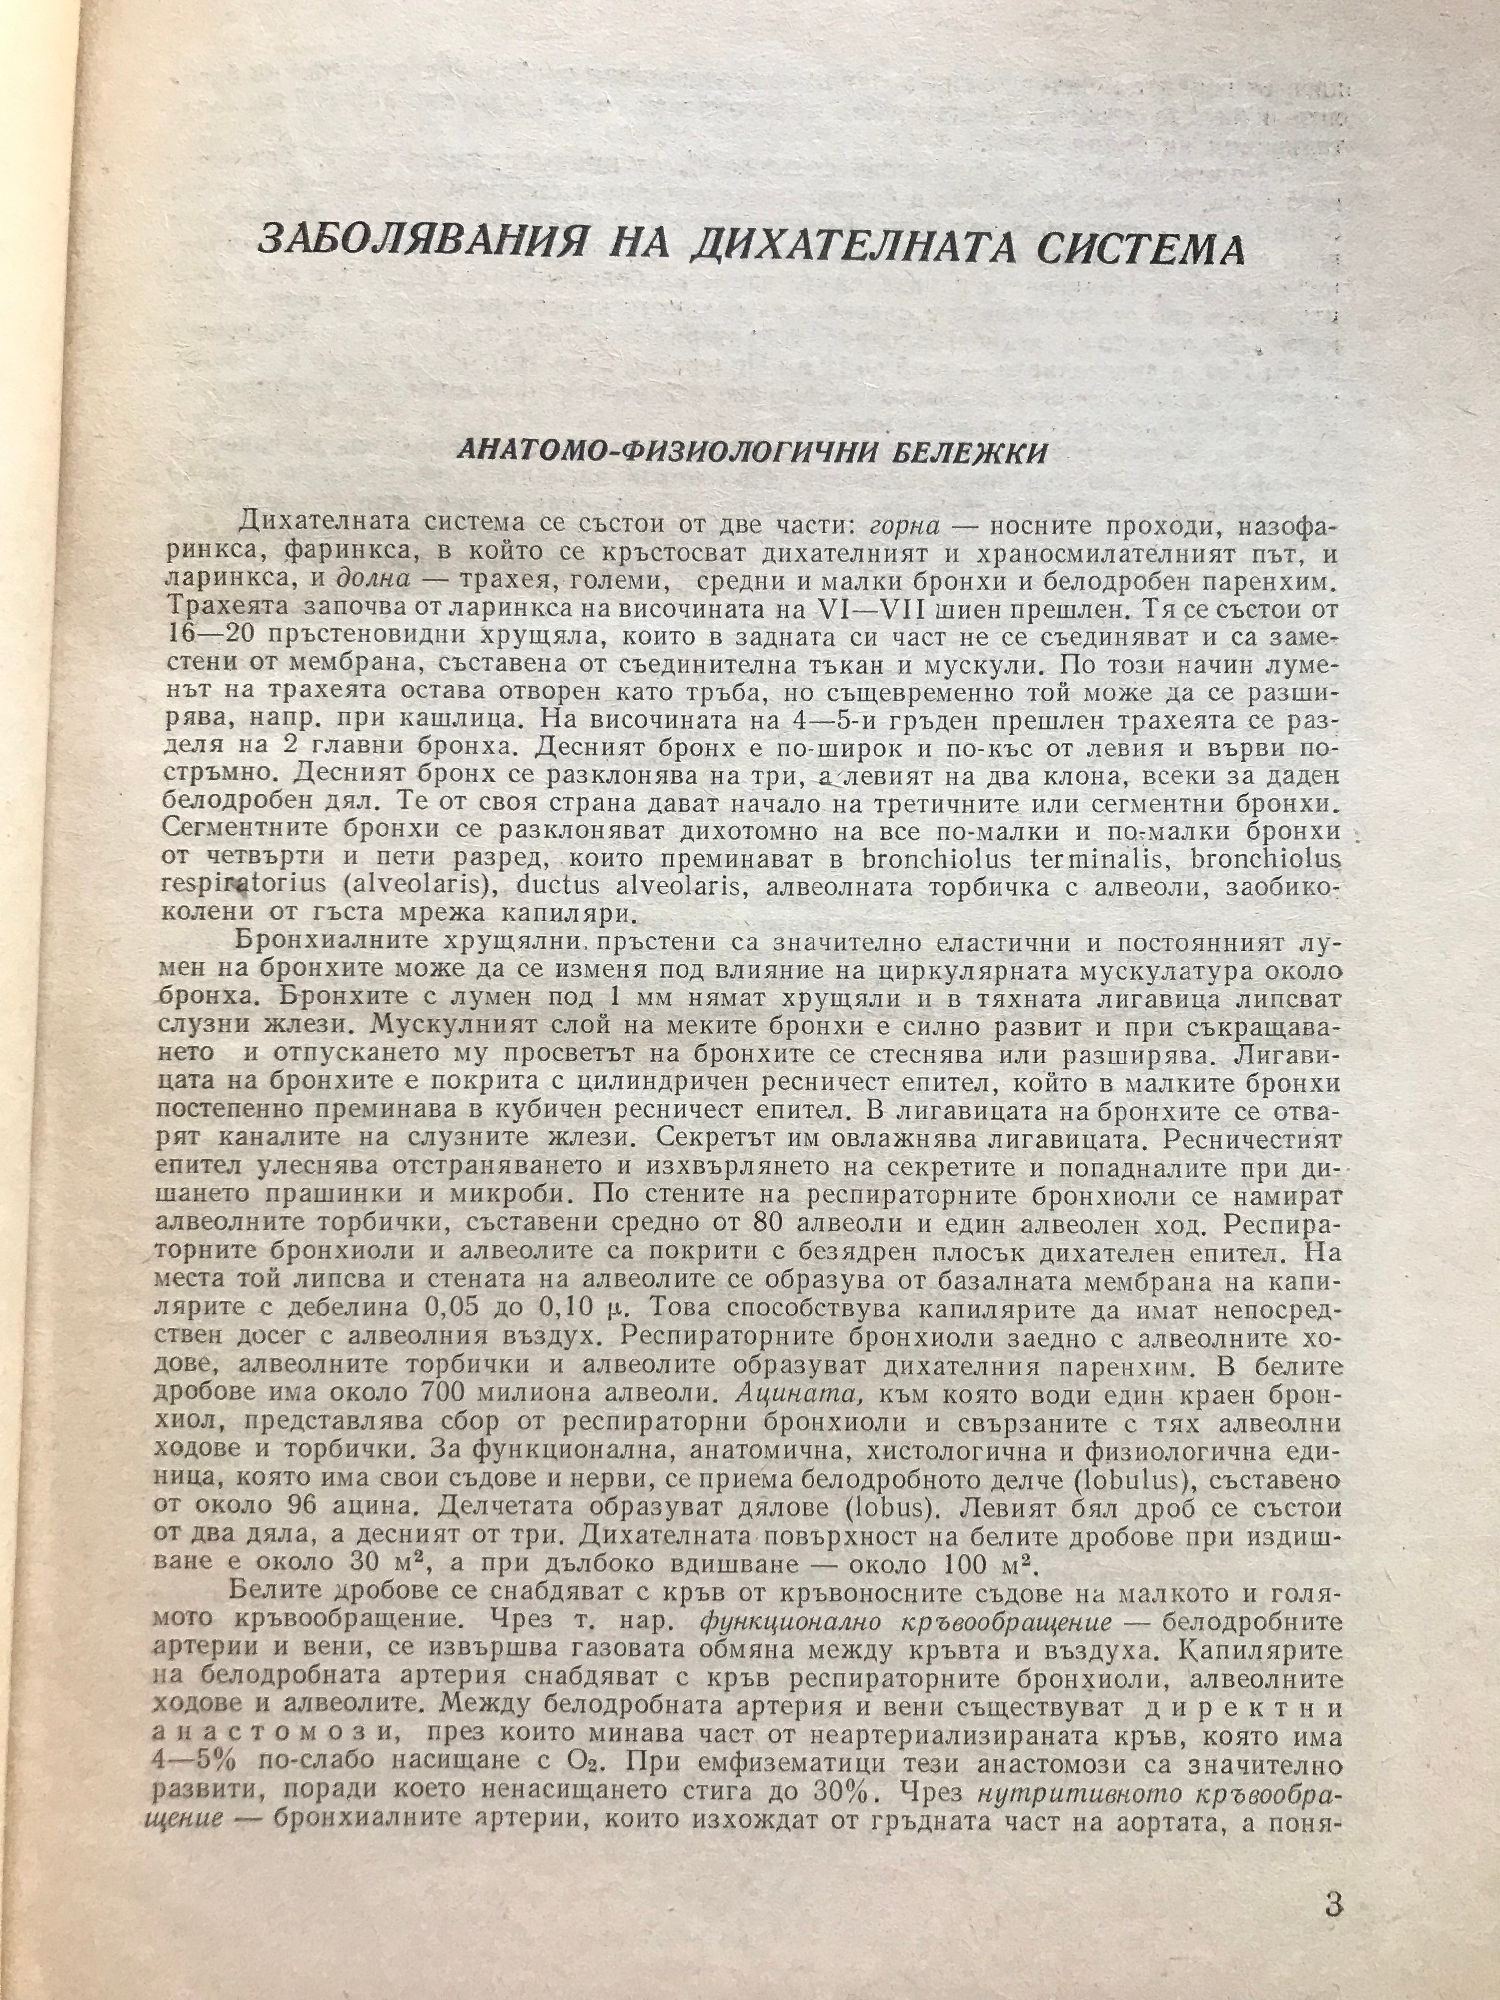 ЗАБОЛЯВАНИЯ НА ДИХАТЕЛНАТА СИСТЕМА
АНАТОМО-ФИЗИОЛОГИЧНИ БЕЛЕЖКИ
Дихателната система се състои от две части: горна — носните проходи, назофа-
ринкса, фаринкса, в който се кръстосват дихателният и храносмилателният път, и
ларинкса, и долна — трахея, големи, средни и малки бронхи и белодробен паренхим.
Трахеята започва от ларинкса на височината на VI—VII шиен прешлен. Тя се състои от
16—20 пръстеновидни хрущяла, които в задната си част не се съединяват и са заме-
стени от мембрана, съставена от съединителна тъкан и мускули. По този начин луме-
нът на трахеята остава отворен като тръба, но същевременно той може да се разши-
рява, напр. при кашлица. На височината на 4—5-и гръден прешлен трахеята се раз-
деля на 2 главни бронха. Десният бронх е по-широк и по-къс от левия и върви по-
стръмно. Десният бронх се разклонява на три, а левият на два клона, всеки за даден
белодробен дял. Те от своя страна дават начало на третичните или сегментни бронхи.
Сегментните бронхи се разклоняват дихотомно на все по-малки и по-малки бронхи
от четвърти и пети разред, които преминават в bronchiolus terminalis, bronchiolus
respiratorius (alveolaris), ductus alveolaris, алвеолната торбичка с алвеоли, заобико-
колени от гъста мрежа капиляри.
Бронхиалните хрущялни пръстени са значително еластични и постоянният лу-
мен на бронхите може да се изменя под влияние на циркулярната мускулатура около
бронха. Бронхите с лумен под 1 мм нямат хрущяли и в тяхната лигавица липсват
слузни жлези. Мускулният слой на меките бронхи е силно развит и при съкращава-
нето и отпускането му просветът на бронхите се стеснява или разширява. Лигави-
цата на бронхите е покрита с цилиндричен ресничест епител, който в малките бронхи
постепенно преминава в кубичен ресничест епител. В лигавицата на бронхите се отва-
рят каналите на слузните жлези. Секретът им овлажнява лигавицата. Ресничестият
епител улеснява отстраняването и изхвърлянето на секретите и попадналите при ди-
шането прашинки и микроби. По стените на респираторните бронхиоли се намират
алвеолните торбички, съставени средно от 80 алвеоли и един алвеолен ход. Респира-
торните бронхиоли и алвеолите са покрити с безядрен плосък дихателен епител. На
места той липсва и стената на алвеолите се образува от базалната мембрана на капи-
лярите с дебелина 0,05 до 0,10 μ. Това способствува капилярите да имат непосред-
ствен досег с алвеолния въздух. Респираторните бронхиоли заедно с алвеолните хо-
дове, алвеолните торбички и алвеолите образуват дихателния паренхим. В белите
дробове има около 700 милиона алвеоли. Ацината, към която води един краен брон-
хиол, представлява сбор от респираторни бронхиоли и свързаните с тях алвеолни
ходове и торбички. За функционална, анатомична, хистологична и физиологична еди-
ница, която има свои съдове и нерви, се приема белодробното делче (lobulus), съставено
от около 96 ацина. Делчетата образуват дялове (lobus). Левият бял дроб се състои
от два дяла, а десният от три. Дихателната повърхност на белите дробове при издиш-
ване е около 30 м², а при дълбоко вдишване — около 100 м².
Белите дробове се снабдяват с кръв от кръвоносните съдове на малкото и голя-
мото кръвообращение. Чрез т. нар. функционално кръвообращение — белодробните
артерии и вени, се извършва газовата обмяна между кръвта и въздуха. Капилярите
на белодробната артерия снабдяват с кръв респираторните бронхиоли, алвеолните
ходове и алвеолите. Между белодробната артерия и вени съществуват директни
анастомози, през които минава част от неартериализираната кръв, която има
4—5% по-слабо насищане с O₂. При емфизематици тези анастомози са значително
развити, поради което ненасищането стига до 30%. Чрез нутритивното кръвообра-
щение — бронхиалните артерии, които изхождат от гръдната част на аортата, а поня-
3